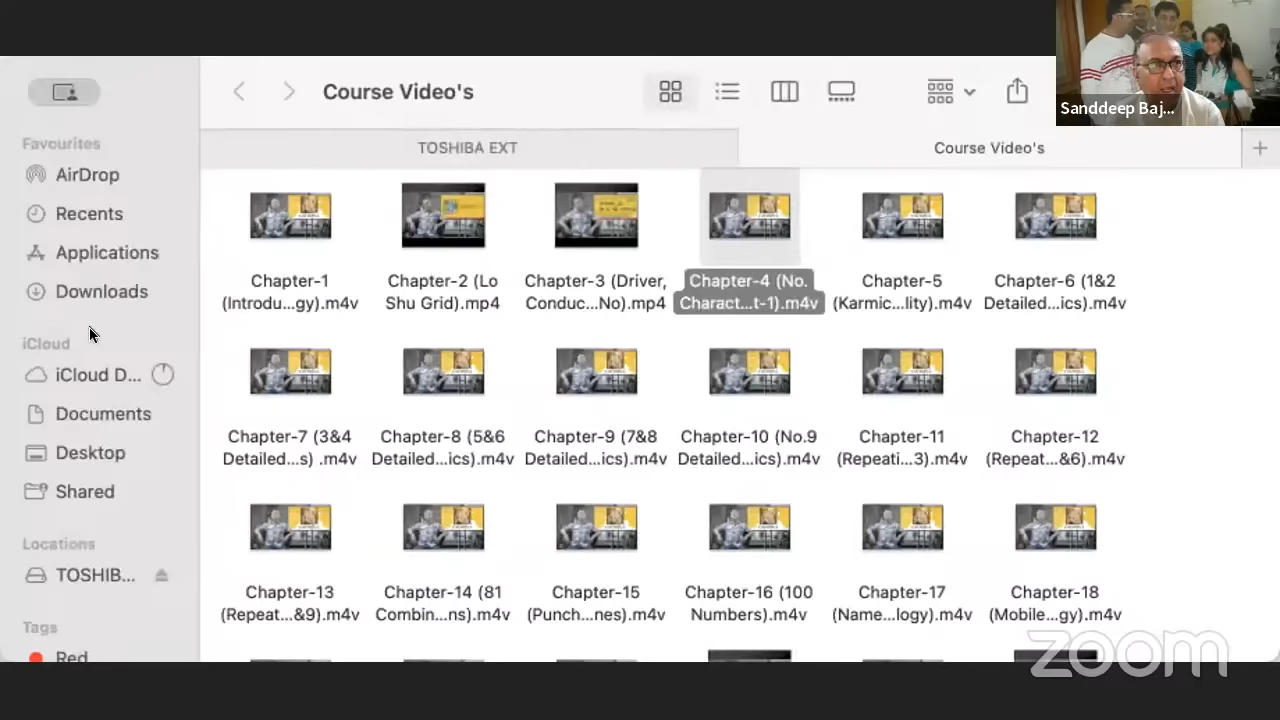 Course Video's
Sanddeep Baj...
TOSHIBA EXT
Course Video's
Favourites
AirDrop
Recents
Applications
Downloads
iCloud
iCloud D...
Documents
Desktop
Shared
Locations
TOSHIB...
Tags
Red
Chapter-1
(Introdu...gy).m4v
Chapter-2 (Lo
Shu Grid).mp4
Chapter-3 (Driver,
Conduc...No).mp4
Chapter-4 (No.
Charact...t-1).m4v
Chapter-5
(Karmic...lity).m4v
Chapter-6 (1&2
Detailed...ics).m4v
Chapter-7 (3&4
Detailed...s) .m4v
Chapter-8 (5&6
Detailed...ics).m4v
Chapter-9 (7&8
Detailed...ics).m4v
Chapter-10 (No.9
Detailed...ics).m4v
Chapter-11
(Repeati...3).m4v
Chapter-12
(Repeat...&6).m4v
Chapter-13
(Repeat...&9).m4v
Chapter-14 (81
Combin...ns).m4v
Chapter-15
(Punch...nes).m4v
Chapter-16 (100
Numbers).m4v
Chapter-17
(Name...logy).m4v
Chapter-18
(Mobile...gy).m4v
zoom